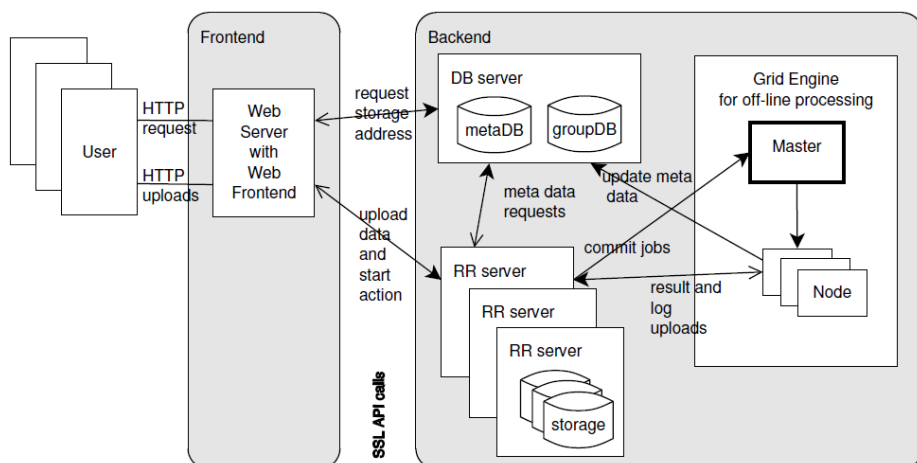 Frontend
Backend
User
HTTP
request
HTTP
uploads
Web
Server
with
Web
Frontend
request
storage
address
upload
data
and
start
action
SSL API calls
DB server
metaDB
groupDB
meta data
requests
update meta
data
commit jobs
result and
log
uploads
RR server
RR server
RR server
storage
Grid Engine
for off-line processing
Master
Node